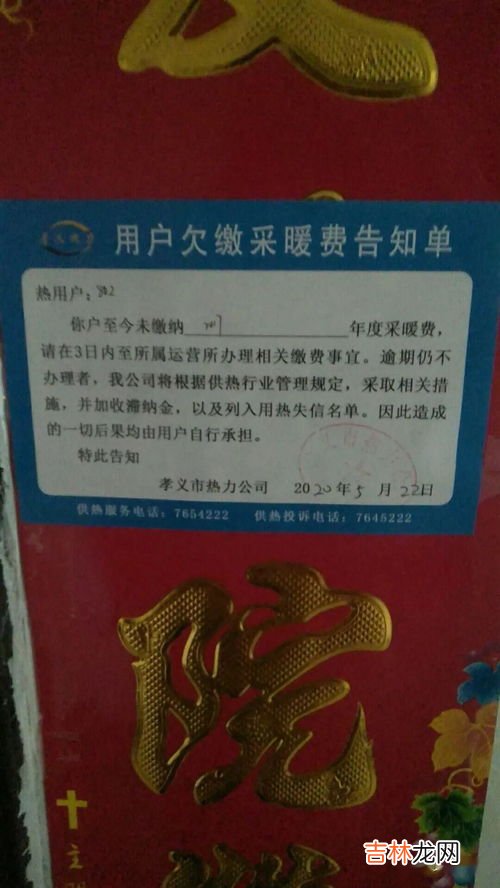 用户欠缴采暖费告知单
热用户：802
你户至今未缴纳 年度采暖费，
请在3日内至所属运营所办理相关缴费事宜。逾期仍不
办理者，我公司将根据供热行业管理规定，采取相关措
施，并加收滞纳金，以及列入用热失信名单。因此造成
的一切后果均由用户自行承担。
特此告知
孝义市热力公司 2020年5月22日
供热服务电话：7654222 供热投诉电话：7645222
院
十主
吉林龙网